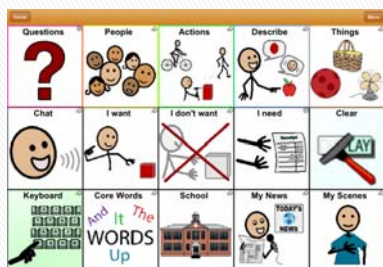 Questions People Actions Describe Things
Chat I want I don't want I need Clear
LAY
Keyboard Core Words School My News My Scenes
And It The
WORDS
Up
TODAY'S
NEWS